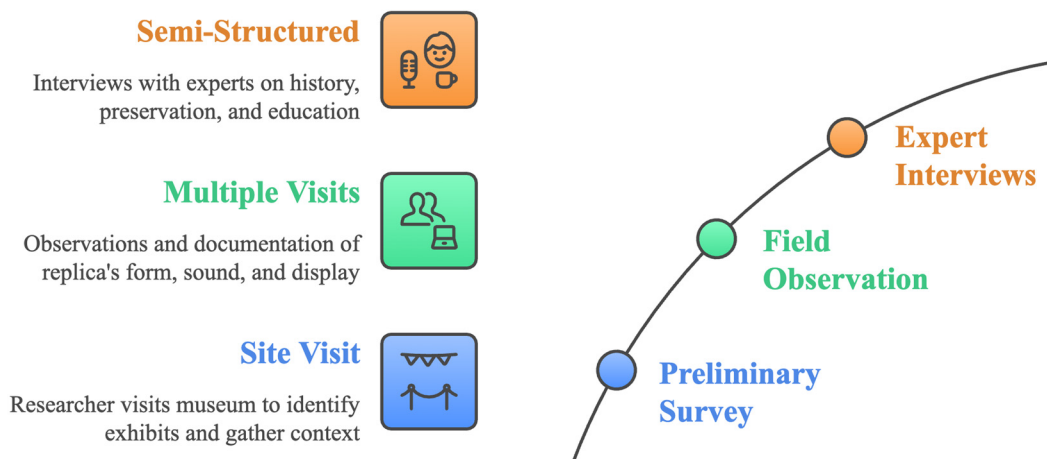 Semi-Structured
Interviews with experts on history,
preservation, and education
Expert
Interviews
Multiple Visits
Observations and documentation of
replica's form, sound, and display
Field
Observation
Site Visit
Researcher visits museum to identify
exhibits and gather context
Preliminary
Survey